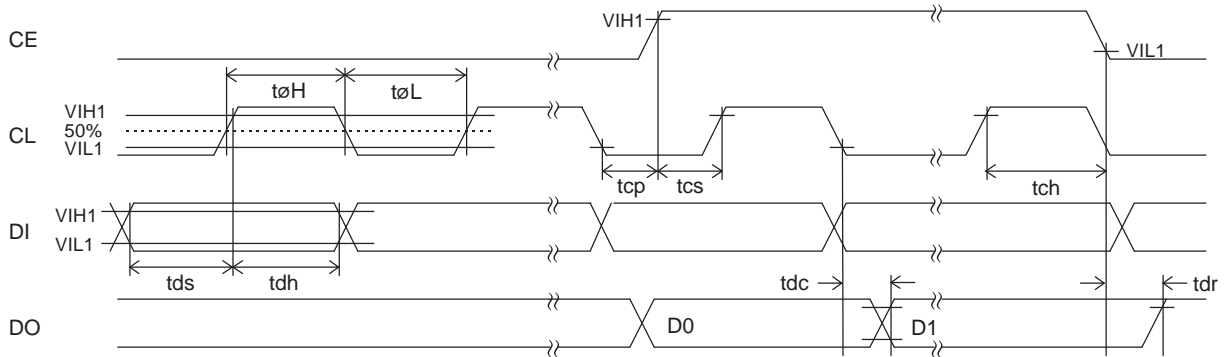 CE
VIH1
VIL1
tøH
tøL
CL
VIH1
50%
VIL1
tcp
tcs
tch
DI
VIH1
VIL1
tds
tdh
tdc
tdr
DO
D0
D1